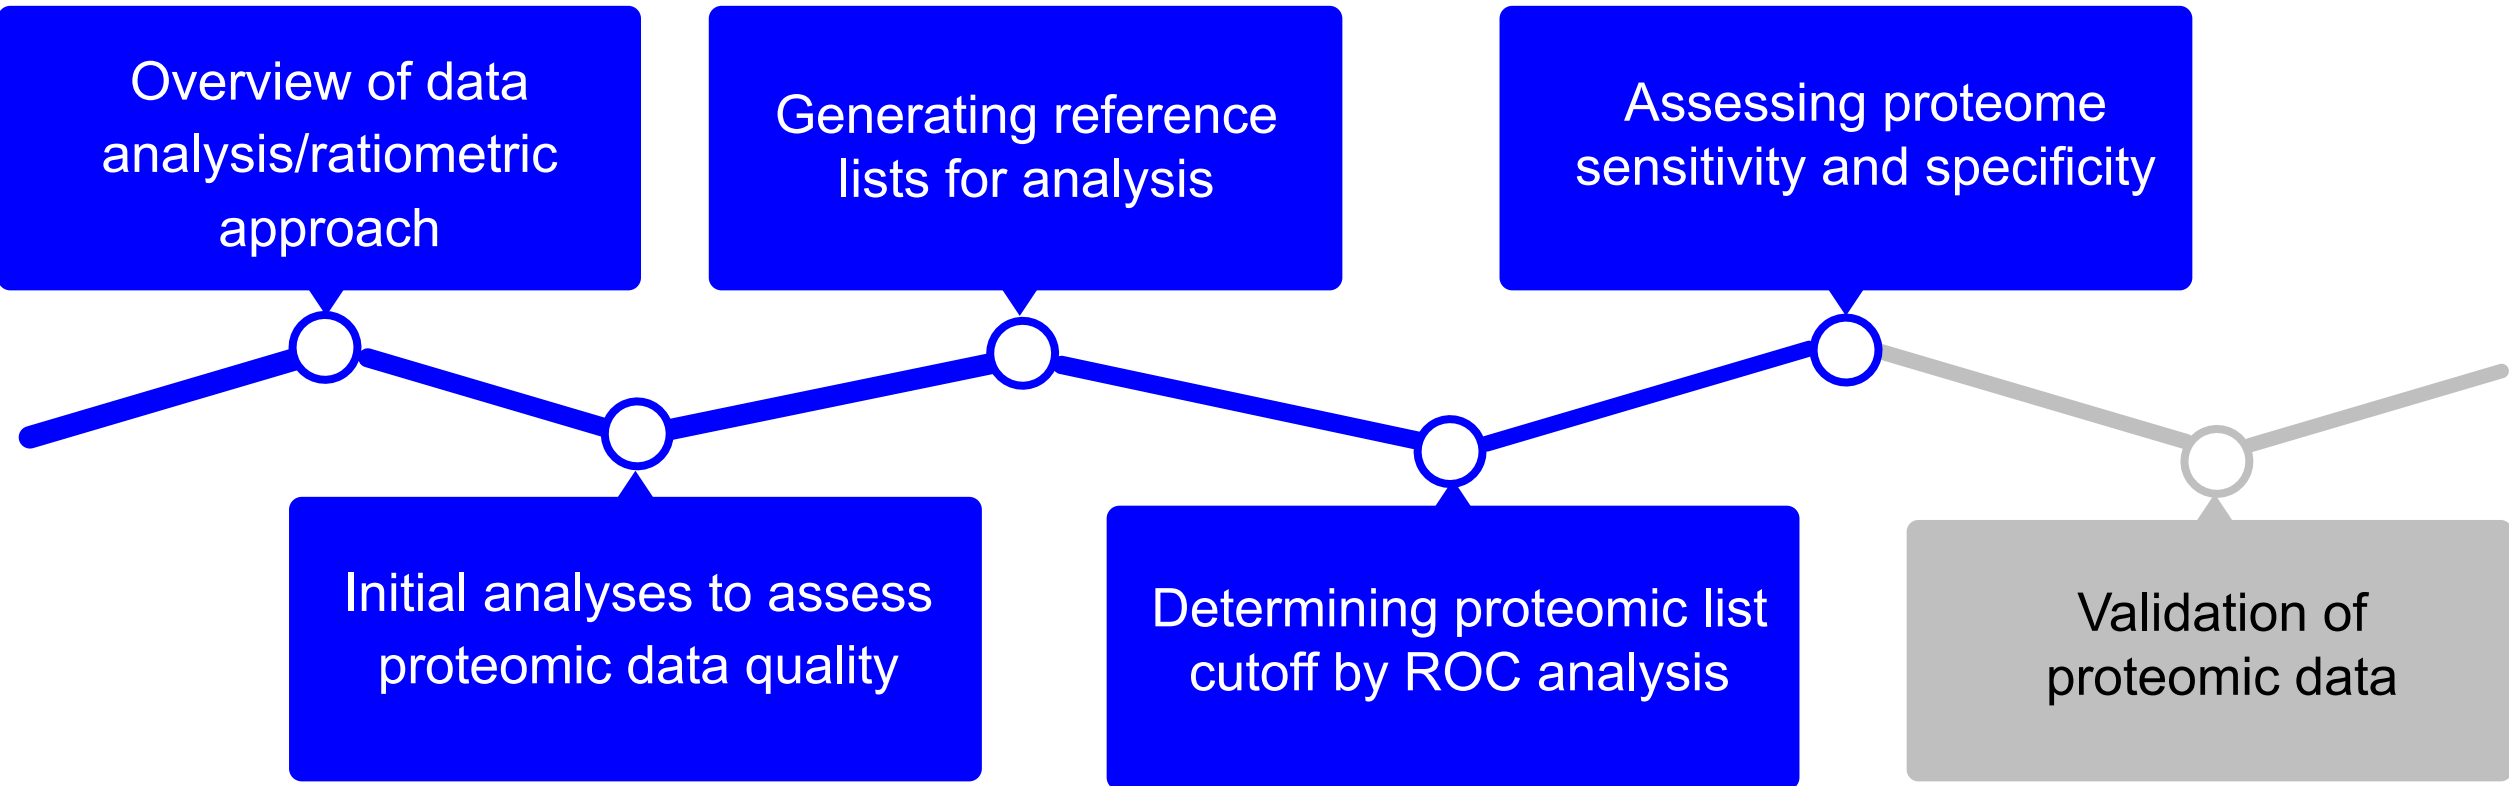 Overview of data
analysis/ratiometric
approach
Initial analyses to assess
proteomic data quality
Generating reference
lists for analysis
Determining proteomic list
cutoff by ROC analysis
Assessing proteome
sensitivity and specificity
Validation of
proteomic data